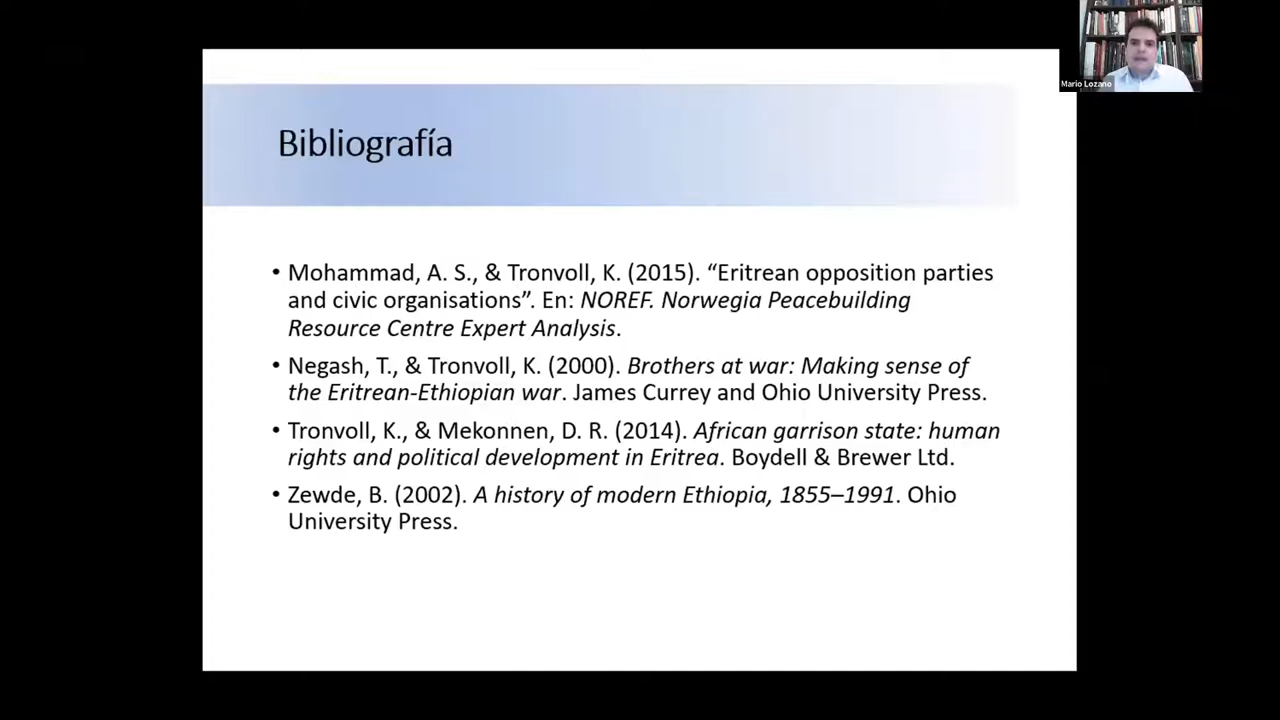 Mario Lozano
Bibliografía
• Mohammad, A. S., & Tronvoll, K. (2015). “Eritrean opposition parties
and civic organisations”. En: NOREF. Norwegia Peacebuilding
Resource Centre Expert Analysis.
• Negash, T., & Tronvoll, K. (2000). Brothers at war: Making sense of
the Eritrean-Ethiopian war. James Currey and Ohio University Press.
• Tronvoll, K., & Mekonnen, D. R. (2014). African garrison state: human
rights and political development in Eritrea. Boydell & Brewer Ltd.
• Zewde, B. (2002). A history of modern Ethiopia, 1855–1991. Ohio
University Press.